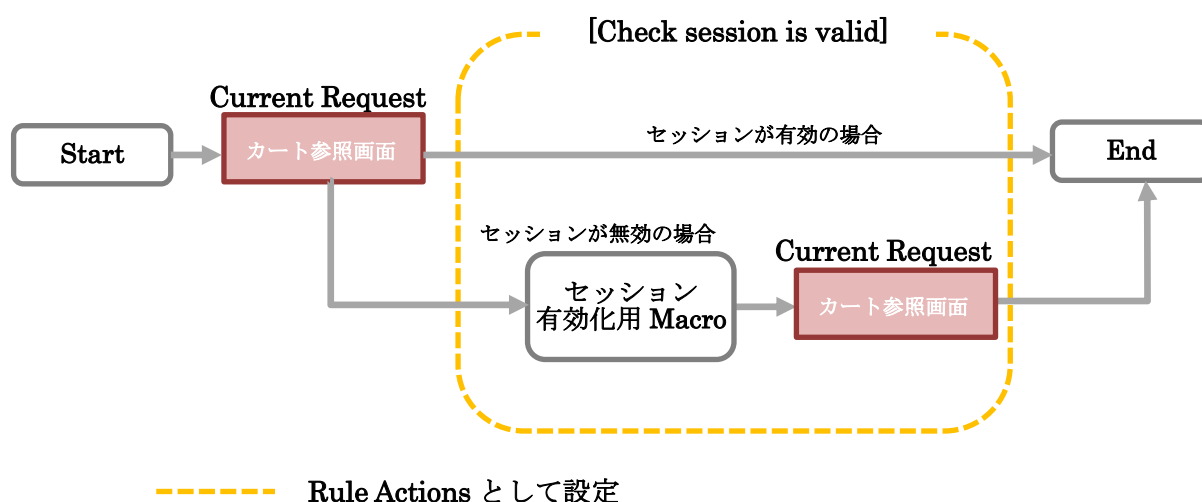 [Check session is valid]
Current Request
Start
カート参照画面
セッションが有効の場合
End
セッションが無効の場合
Current Request
セッション
有効化用 Macro
カート参照画面
Rule Actions として設定